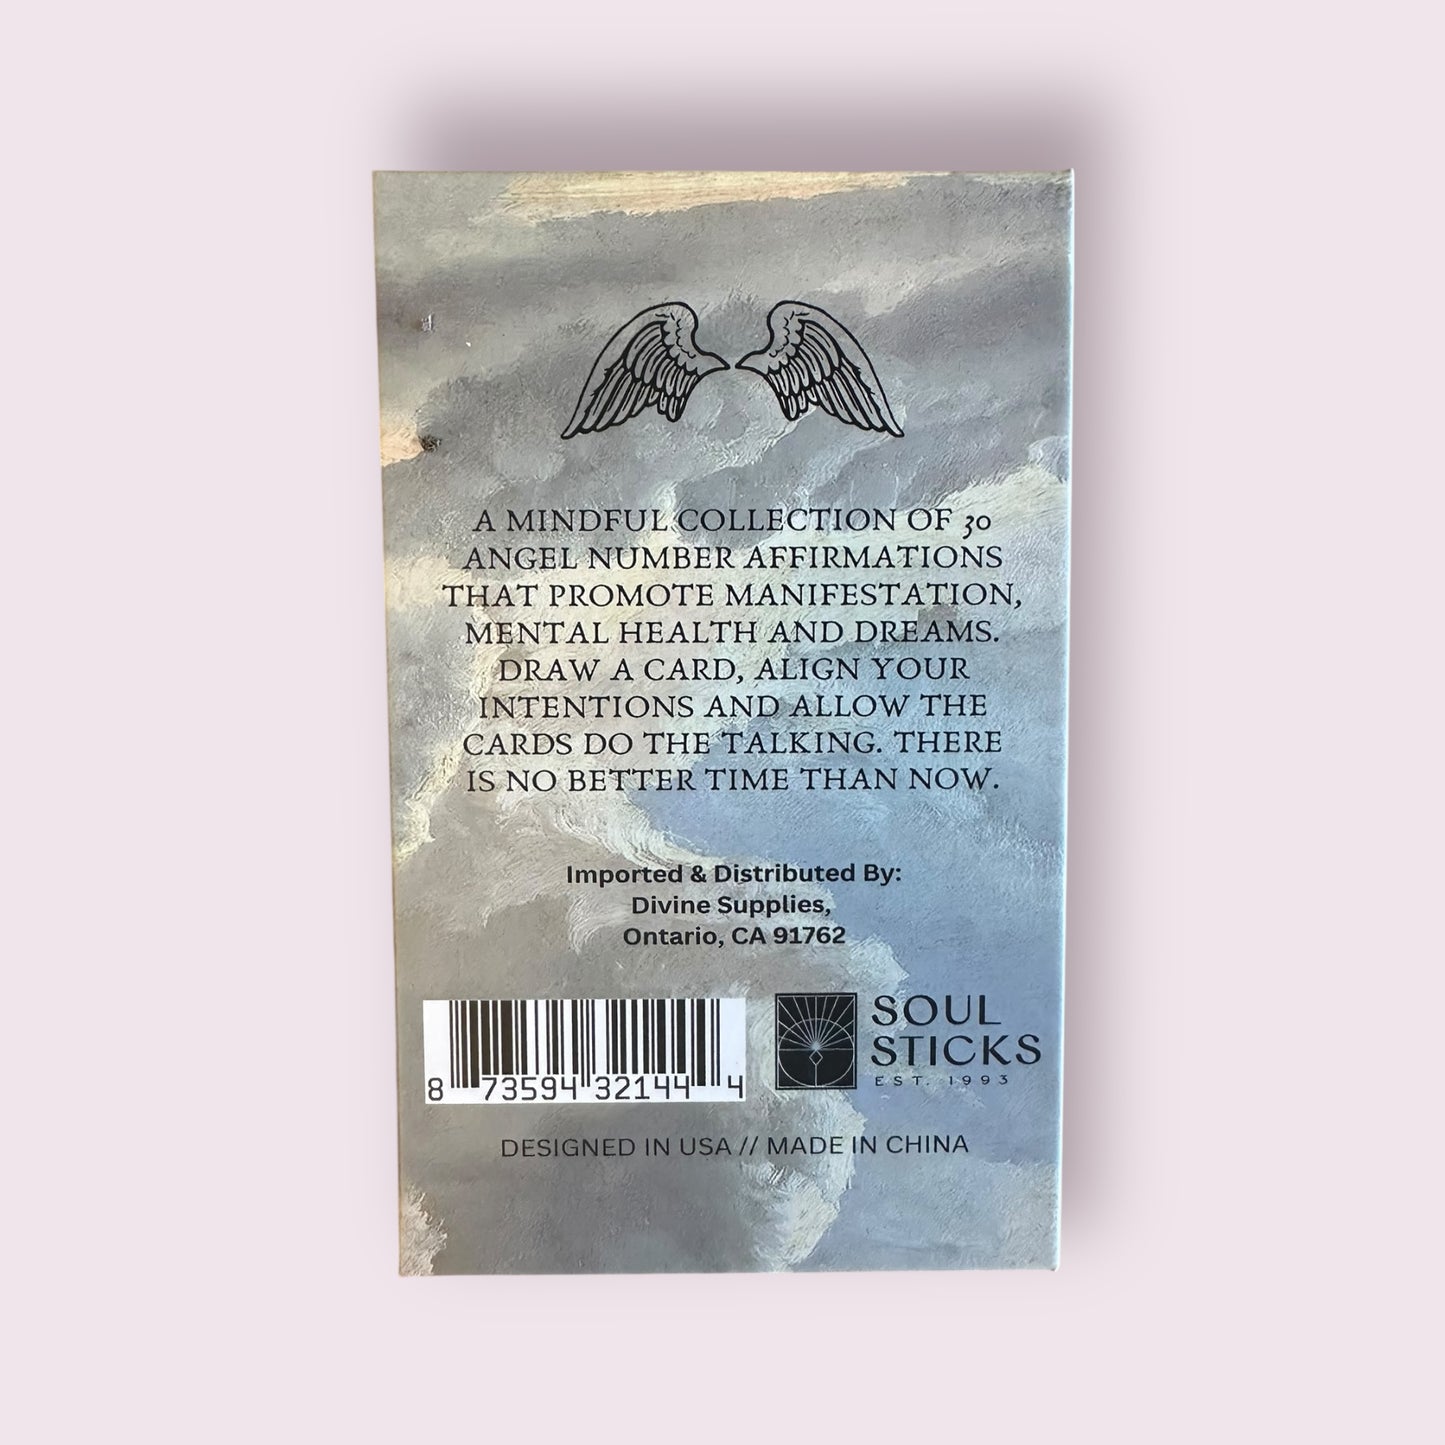 A MINDFUL COLLECTION OF 30
ANGEL NUMBER AFFIRMATIONS
THAT PROMOTE MANIFESTATION,
MENTAL HEALTH AND DREAMS.
DRAW A CARD, ALIGN YOUR
INTENTIONS AND ALLOW THE
CARDS DO THE TALKING. THERE
IS NO BETTER TIME THAN NOW.
Imported & Distributed By:
Divine Supplies,
Ontario, CA 91762
8 73594 32144 4
SOUL
STICKS
EST. 1993
DESIGNED IN USA // MADE IN CHINA